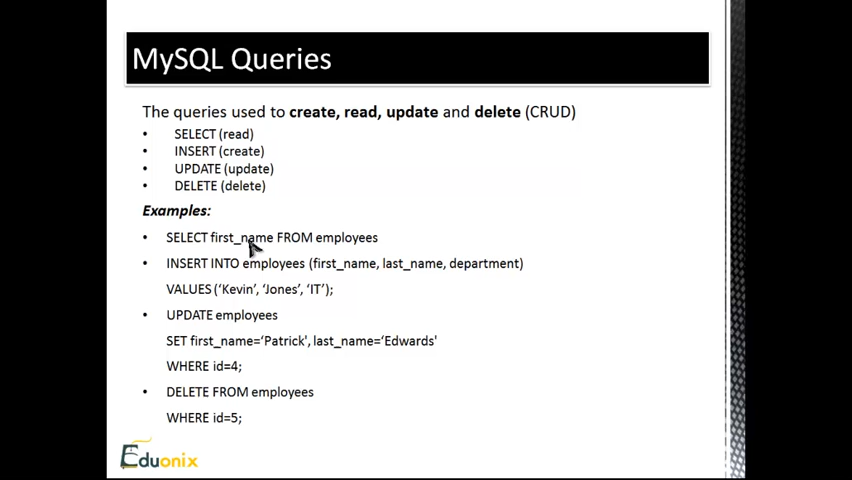 MySQL Queries
The queries used to create, read, update and delete (CRUD)
• SELECT (read)
• INSERT (create)
• UPDATE (update)
• DELETE (delete)
Examples:
• SELECT first_name FROM employees
• INSERT INTO employees (first_name, last_name, department)
VALUES (‘Kevin’, ‘Jones’, ‘IT’);
• UPDATE employees
SET first_name=‘Patrick', last_name=‘Edwards'
WHERE id=4;
• DELETE FROM employees
WHERE id=5;
Eduonix